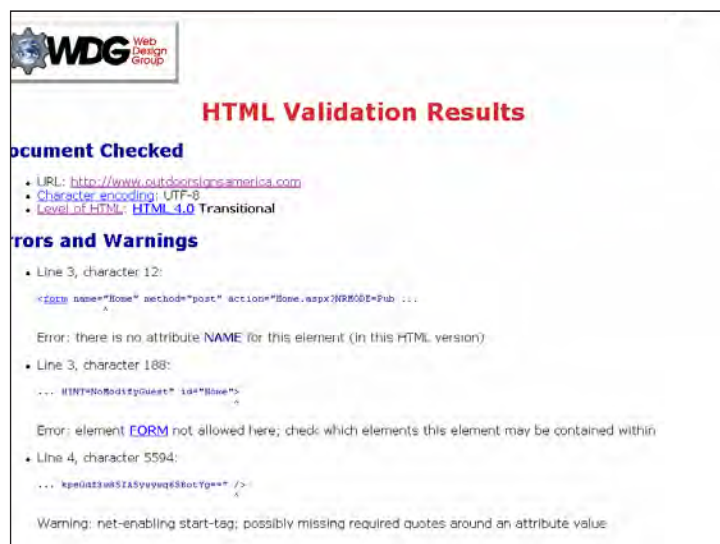 WDG Web Design Group
HTML Validation Results
ocument Checked
URL: http://www.outdoorsignsamerica.com
Character encoding: UTF-8
Level of HTML: HTML 4.0 Transitional
rrors and Warnings
Line 3, character 12:
<form name="Home" method="post" action="Home.aspx?NRMODE=Pub ...
^
Error: there is no attribute NAME for this element (in this HTML version)
Line 3, character 188:
... HINT=NoModifyGuest" id="Home">
^
Error: element FORM not allowed here; check which elements this element may be contained within
Line 4, character 5594:
... />
^
Warning: net-enabling start-tag; possibly missing required quotes around an attribute value